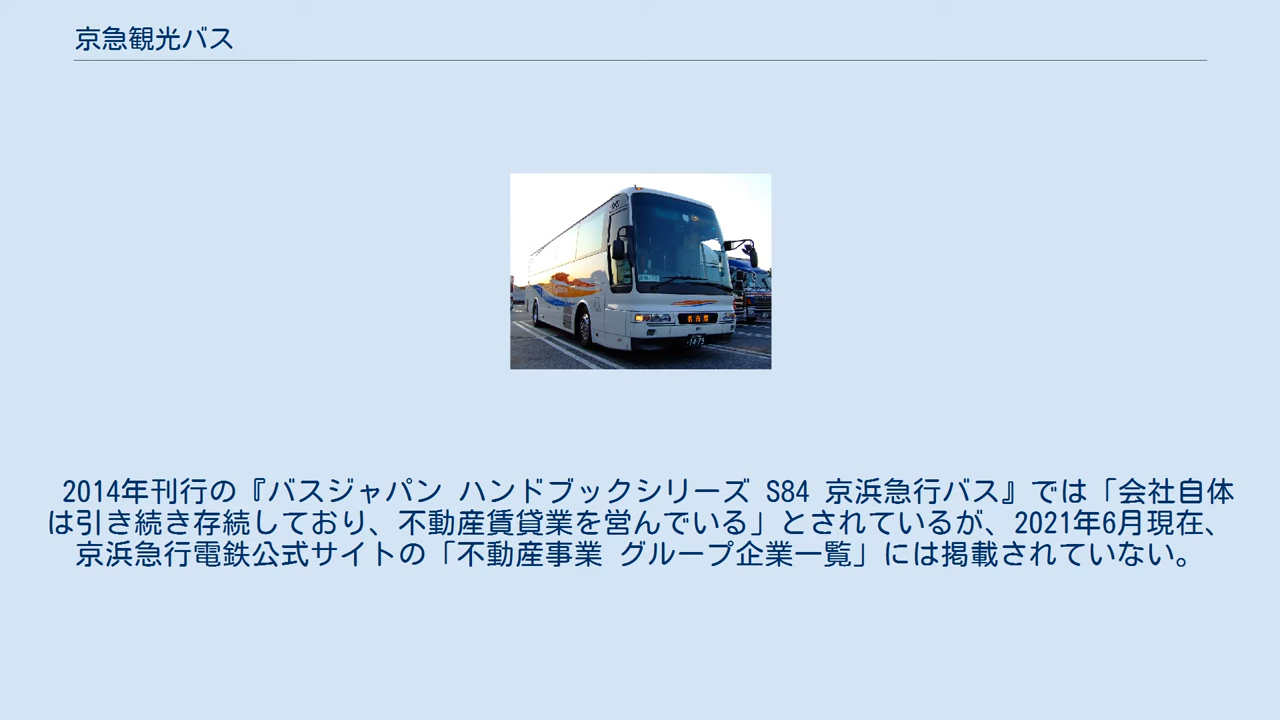 京急観光バス
名古屋
2014年刊行の『バスジャパン ハンドブックシリーズ S84 京浜急行バス』では「会社自体
は引き続き存続しており、不動産賃貸業を営んでいる」とされているが、2021年6月現在、
京浜急行電鉄公式サイトの「不動産事業 グループ企業一覧」には掲載されていない。